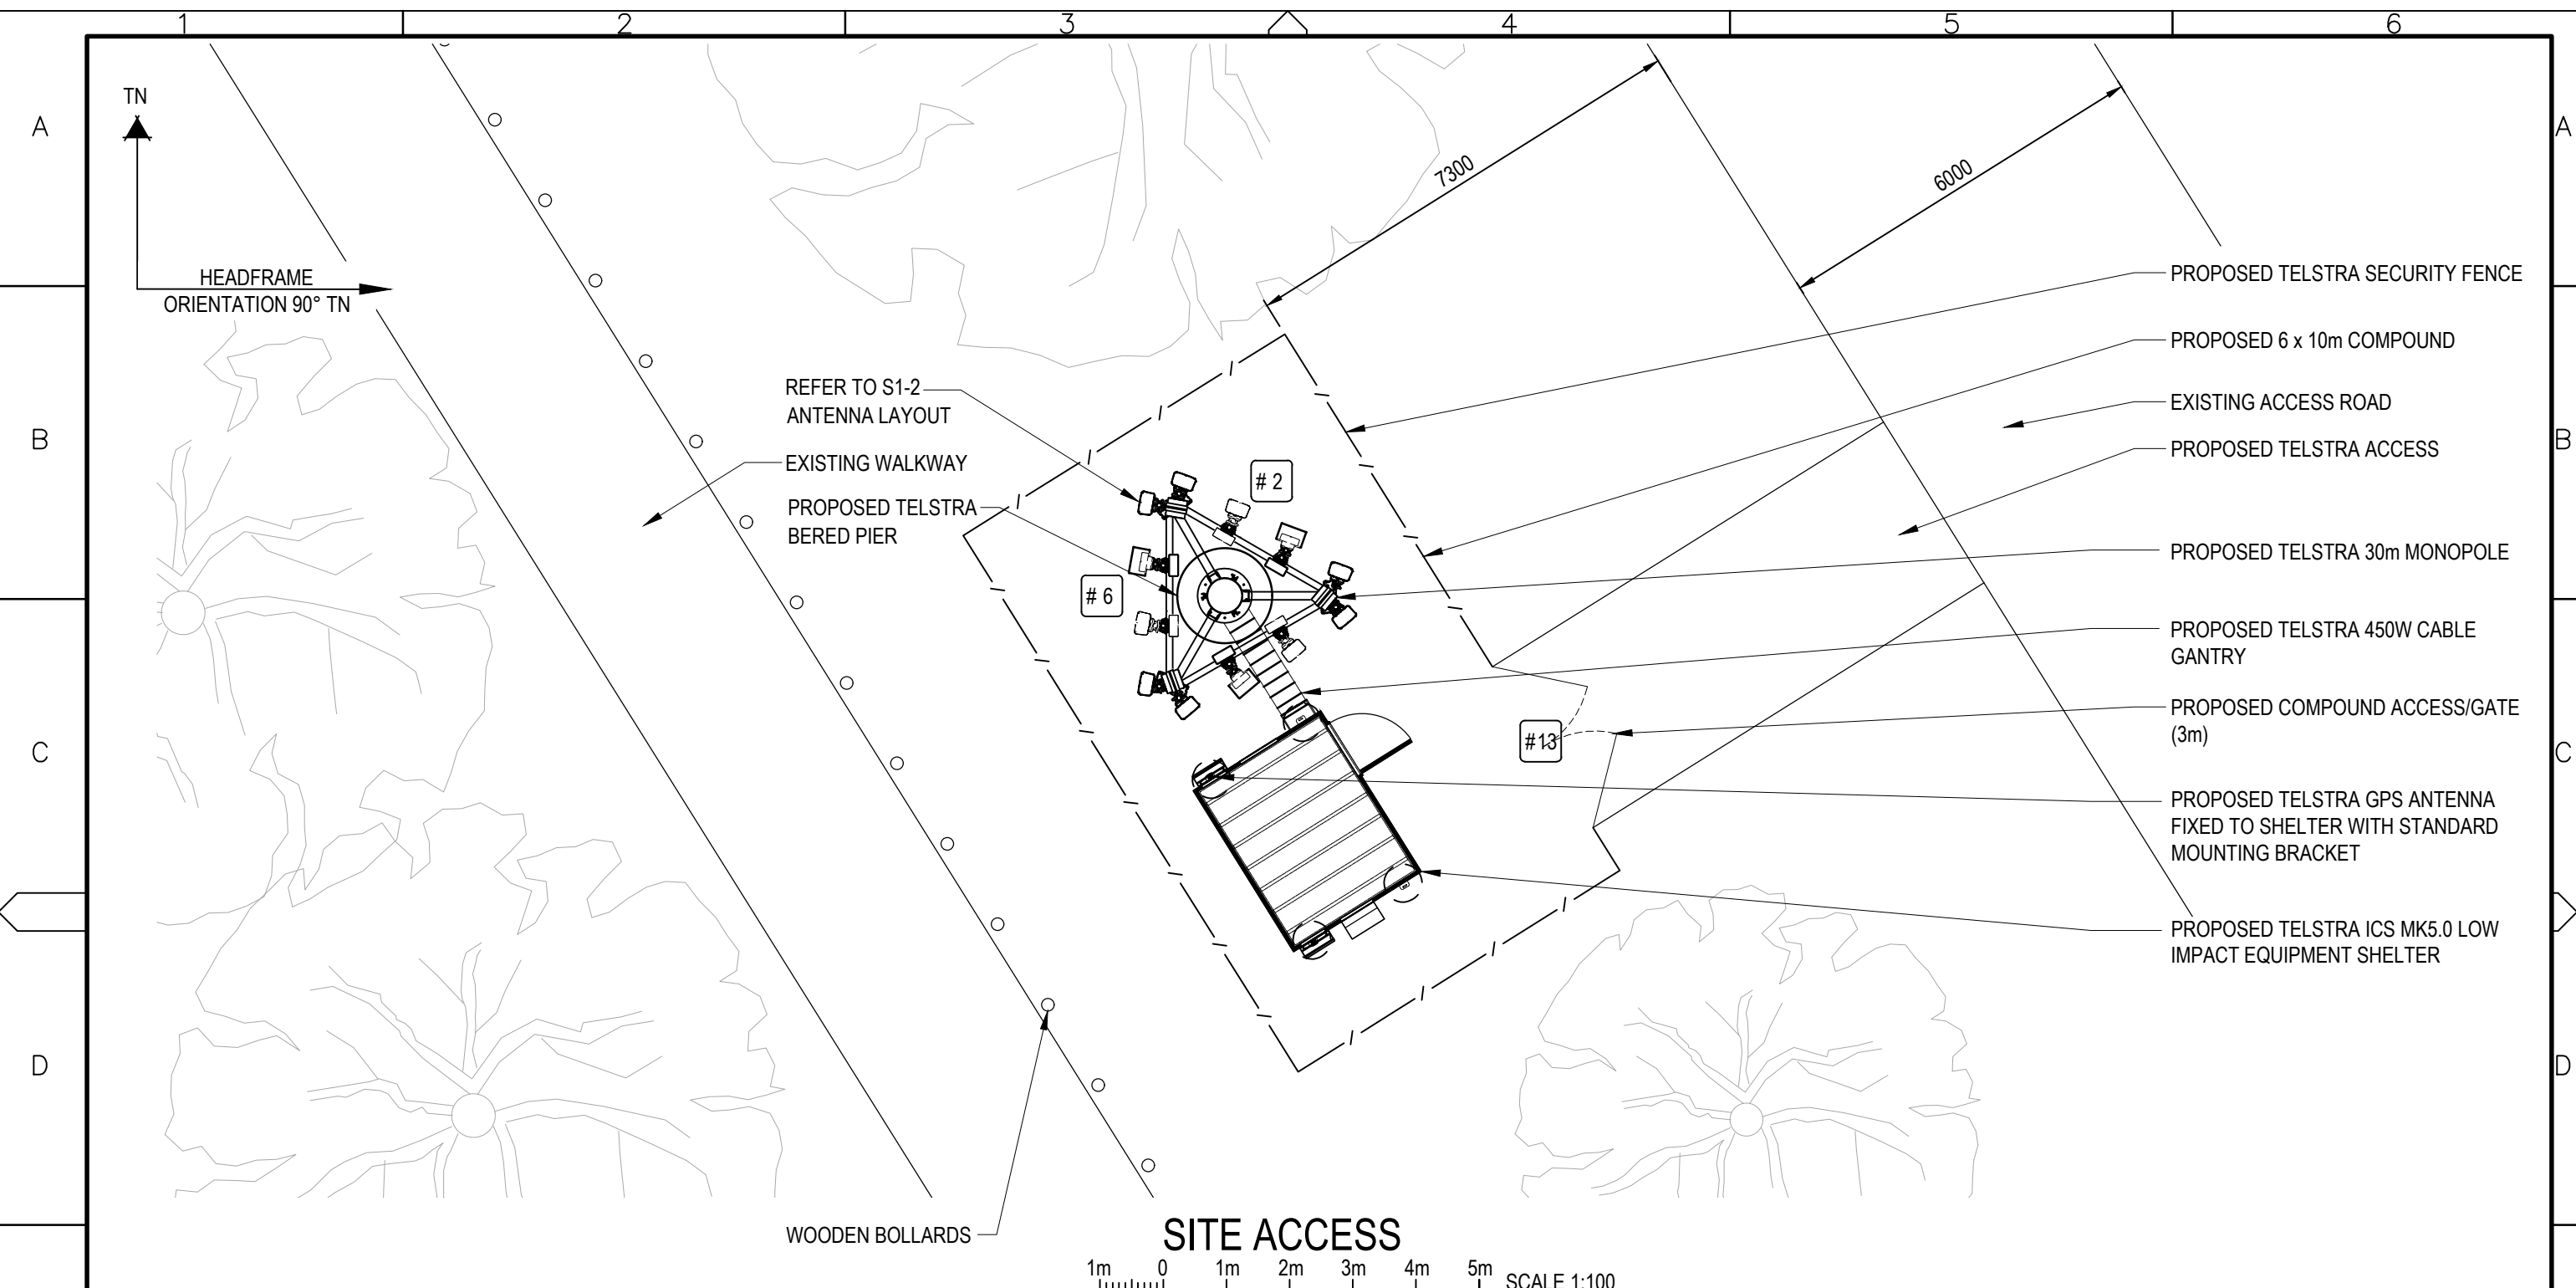 1 2 3 4 5 6
A A
TN
7300
6000
HEADFRAME
ORIENTATION 90° TN
PROPOSED TELSTRA SECURITY FENCE
PROPOSED 6 x 10m COMPOUND
REFER TO S1-2
ANTENNA LAYOUT
EXISTING ACCESS ROAD
B B
PROPOSED TELSTRA ACCESS
EXISTING WALKWAY
# 2
PROPOSED TELSTRA
BERED PIER
PROPOSED TELSTRA 30m MONOPOLE
# 6
PROPOSED TELSTRA 450W CABLE
GANTRY
PROPOSED COMPOUND ACCESS/GATE
(3m)
#13
C C
PROPOSED TELSTRA GPS ANTENNA
FIXED TO SHELTER WITH STANDARD
MOUNTING BRACKET
PROPOSED TELSTRA ICS MK5.0 LOW
IMPACT EQUIPMENT SHELTER
D D
WOODEN BOLLARDS
SITE ACCESS
1m 0 1m 2m 3m 4m 5m
SCALE 1:100